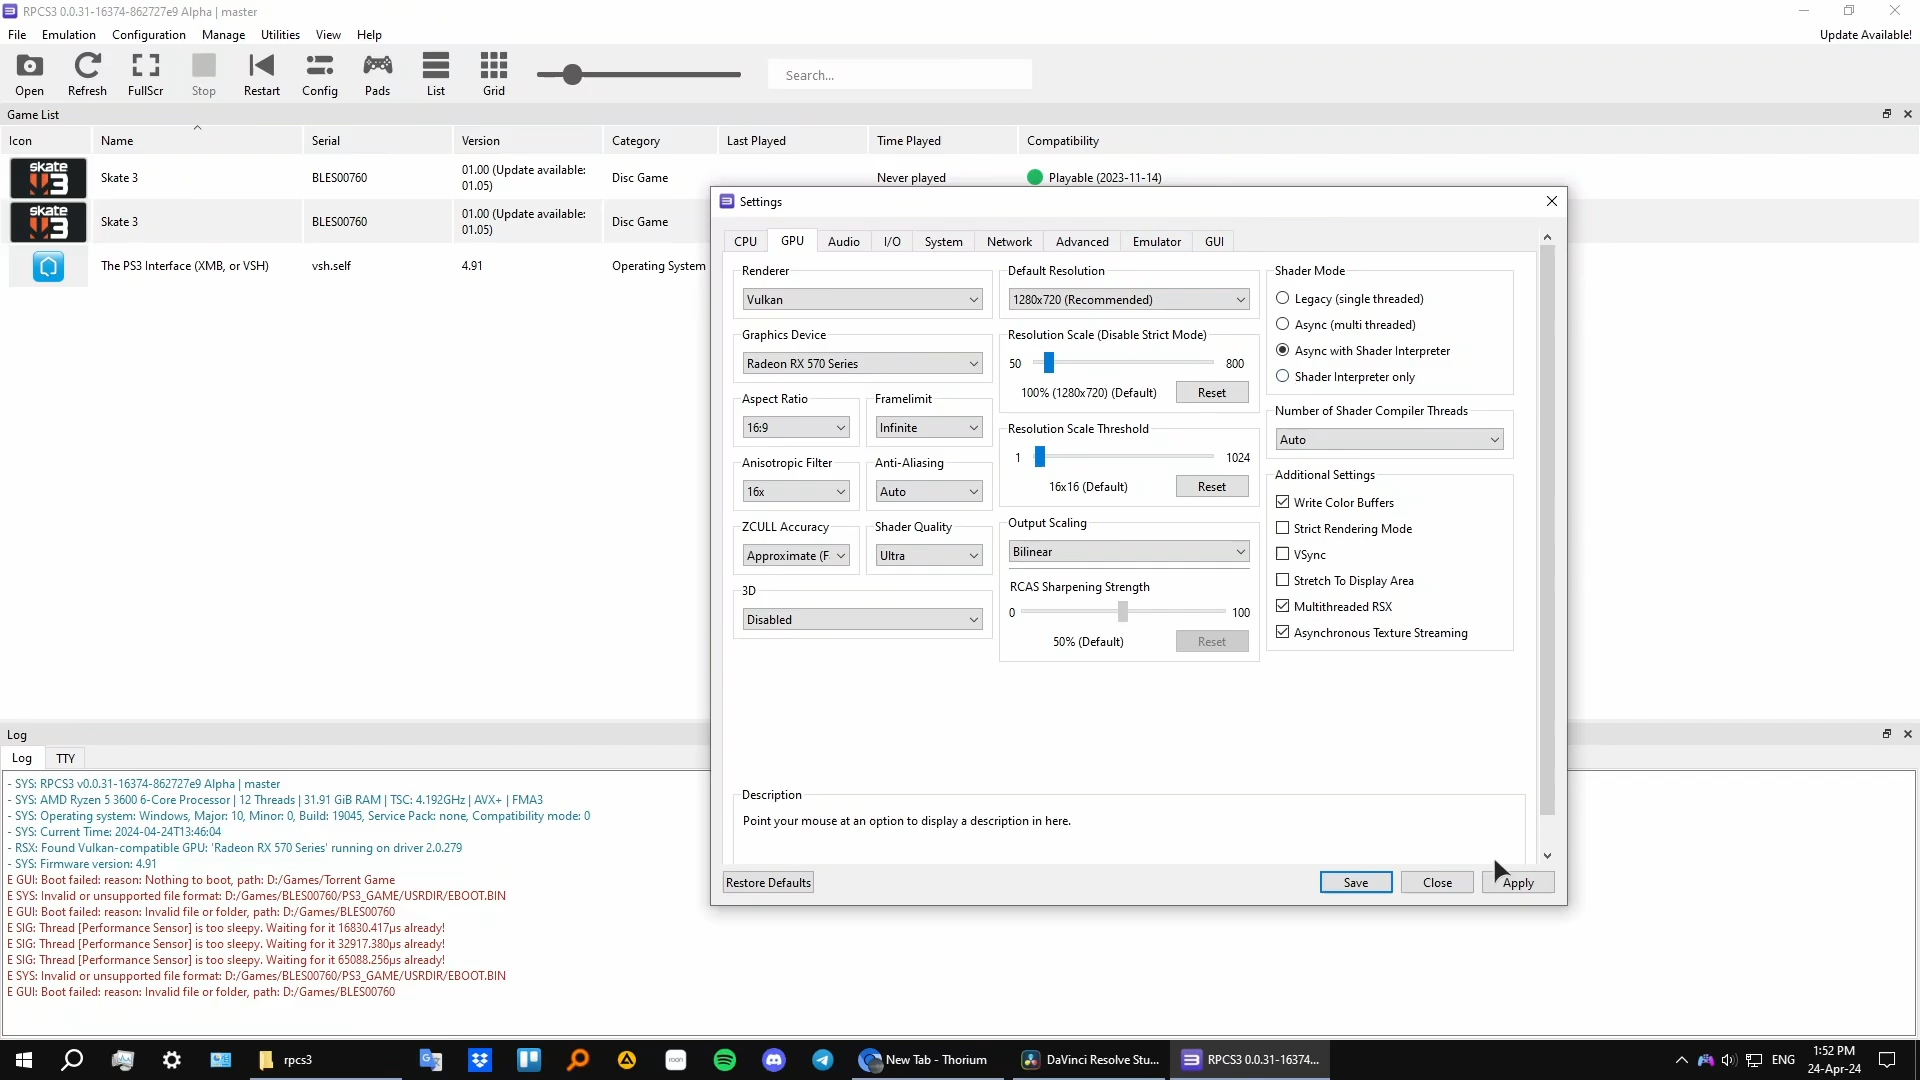 RPCS3 0.0.31-16374-862727e9 Alpha | master
File Emulation Configuration Manage Utilities View Help Update Available!
Open Refresh FullScr Stop Restart Config Pads List Grid Search...
Game List
Icon Name Serial Version Category Last Played Time Played Compatibility
skate 3 Skate 3 BLES00760 01.00 (Update available: 01.05) Disc Game Never played Playable (2023-11-14)
skate 3 Skate 3 BLES00760 01.00 (Update available: 01.05) Disc Game
The PS3 Interface (XMB, or VSH) vsh.self 4.91 Operating System
Settings
CPU GPU Audio I/O System Network Advanced Emulator GUI
Renderer
Vulkan
Graphics Device
Radeon RX 570 Series
Aspect Ratio Framelimit
16:9 Infinite
Anisotropic Filter Anti-Aliasing
16x Auto
ZCULL Accuracy Shader Quality
Approximate (F Ultra
3D
Disabled
Default Resolution
1280x720 (Recommended)
Resolution Scale (Disable Strict Mode)
50 800
100% (1280x720) (Default) Reset
Resolution Scale Threshold
1 1024
16x16 (Default) Reset
Output Scaling
Bilinear
RCAS Sharpening Strength
0 100
50% (Default) Reset
Shader Mode
Legacy (single threaded)
Async (multi threaded)
Async with Shader Interpreter
Shader Interpreter only
Number of Shader Compiler Threads
Auto
Additional Settings
Write Color Buffers
Strict Rendering Mode
VSync
Stretch To Display Area
Multithreaded RSX
Asynchronous Texture Streaming
Description
Point your mouse at an option to display a description in here.
Restore Defaults Save Close Apply
Log
Log TTY
- SYS: RPCS3 v0.0.31-16374-862727e9 Alpha | master
- SYS: AMD Ryzen 5 3600 6-Core Processor | 12 Threads | 31.91 GiB RAM | TSC: 4.192GHz | AVX+ | FMA3
- SYS: Operating system: Windows, Major: 10, Minor: 0, Build: 19045, Service Pack: none, Compatibility mode: 0
- SYS: Current Time: 2024-04-24T13:46:04
- RSX: Found Vulkan-compatible GPU: 'Radeon RX 570 Series' running on driver 2.0.279
- SYS: Firmware version: 4.91
E GUI: Boot failed: reason: Nothing to boot, path: D:/Games/Torrent Game
E SYS: Invalid or unsupported file format: D:/Games/BLES00760/PS3_GAME/USRDIR/EBOOT.BIN
E GUI: Boot failed: reason: Invalid file or folder, path: D:/Games/BLES00760
E SIG: Thread [Performance Sensor] is too sleepy. Waiting for it 16830.417µs already!
E SIG: Thread [Performance Sensor] is too sleepy. Waiting for it 32917.380µs already!
E SIG: Thread [Performance Sensor] is too sleepy. Waiting for it 65088.256µs already!
E SYS: Invalid or unsupported file format: D:/Games/BLES00760/PS3_GAME/USRDIR/EBOOT.BIN
E GUI: Boot failed: reason: Invalid file or folder, path: D:/Games/BLES00760
rpcs3 New Tab - Thorium DaVinci Resolve Stu... RPCS3 0.0.31-16374... ENG 1:52 PM
24-Apr-24